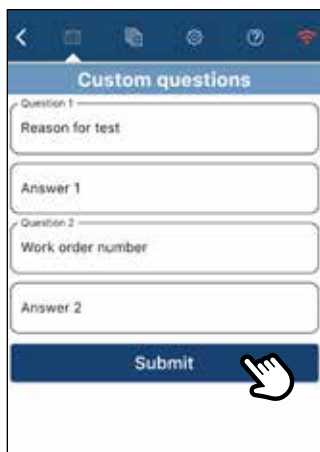 Custom questions
Question 1
Reason for test
Answer 1
Question 2
Work order number
Answer 2
Submit